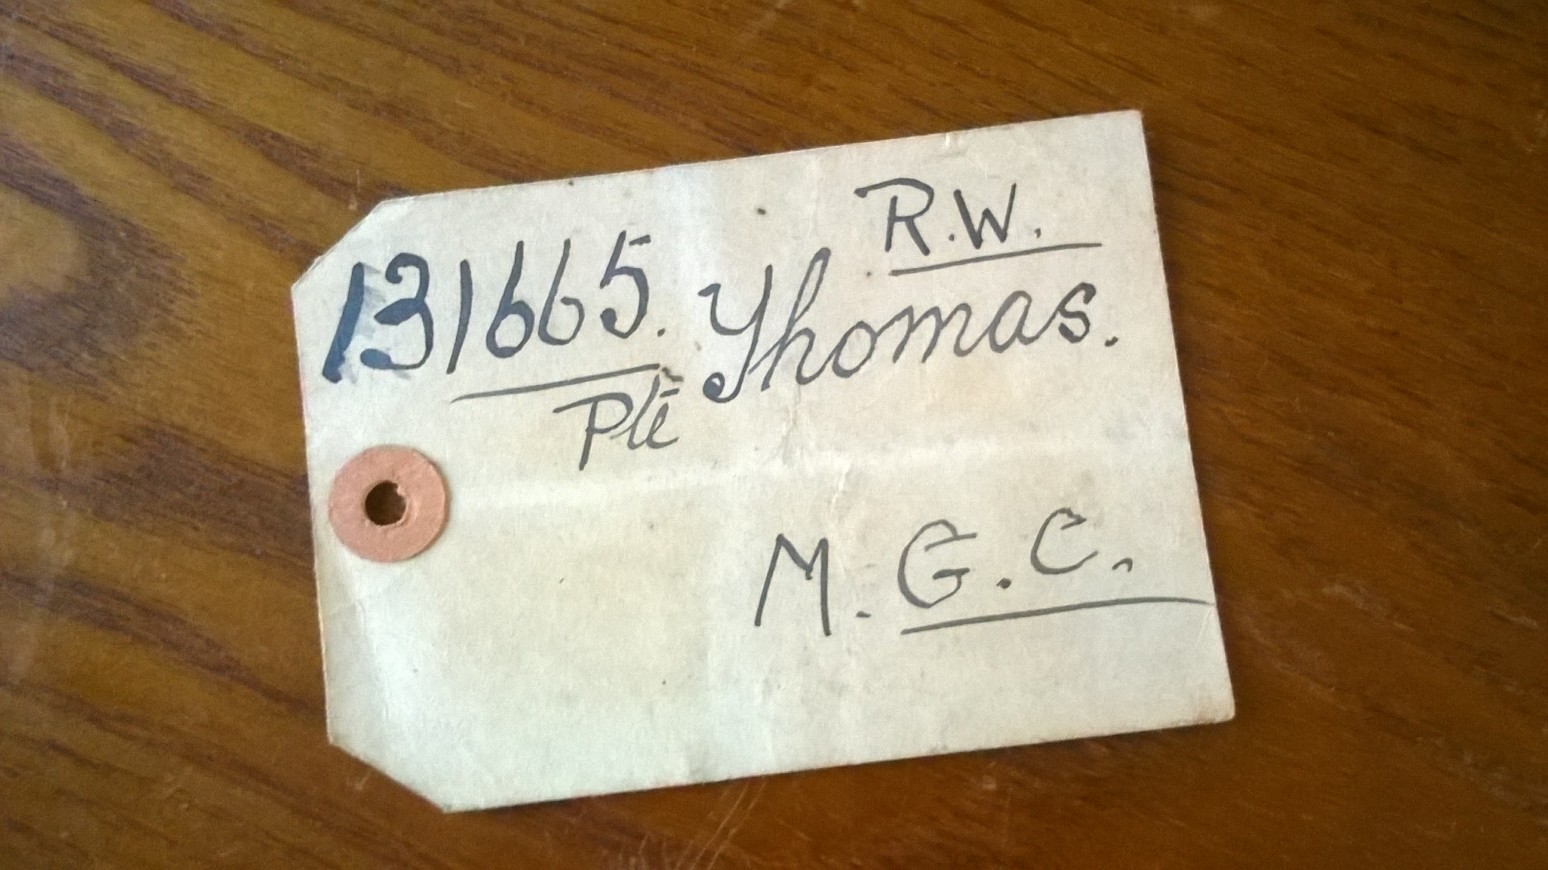 R.W.
131665. Thomas.
Pte
M.G.C.